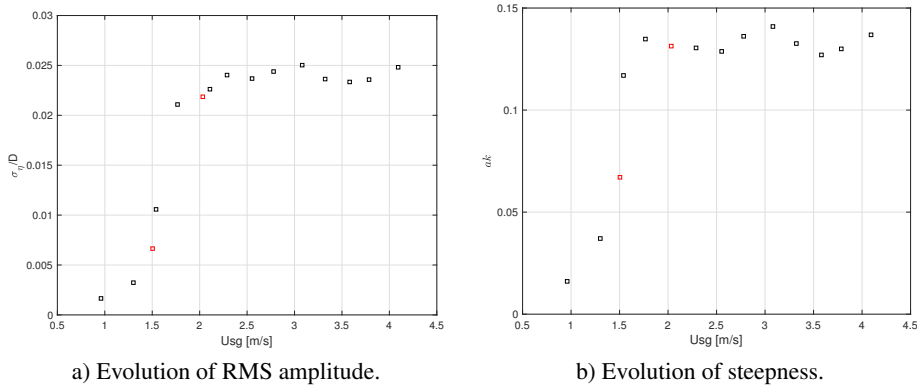 0.03
0.025
0.02
0.015
0.01
0.005
0
σ_η/D
0.5 1 1.5 2 2.5 3 3.5 4 4.5
Usg [m/s]
a) Evolution of RMS amplitude.
0.15
0.1
0.05
0
ak
0.5 1 1.5 2 2.5 3 3.5 4 4.5
Usg [m/s]
b) Evolution of steepness.